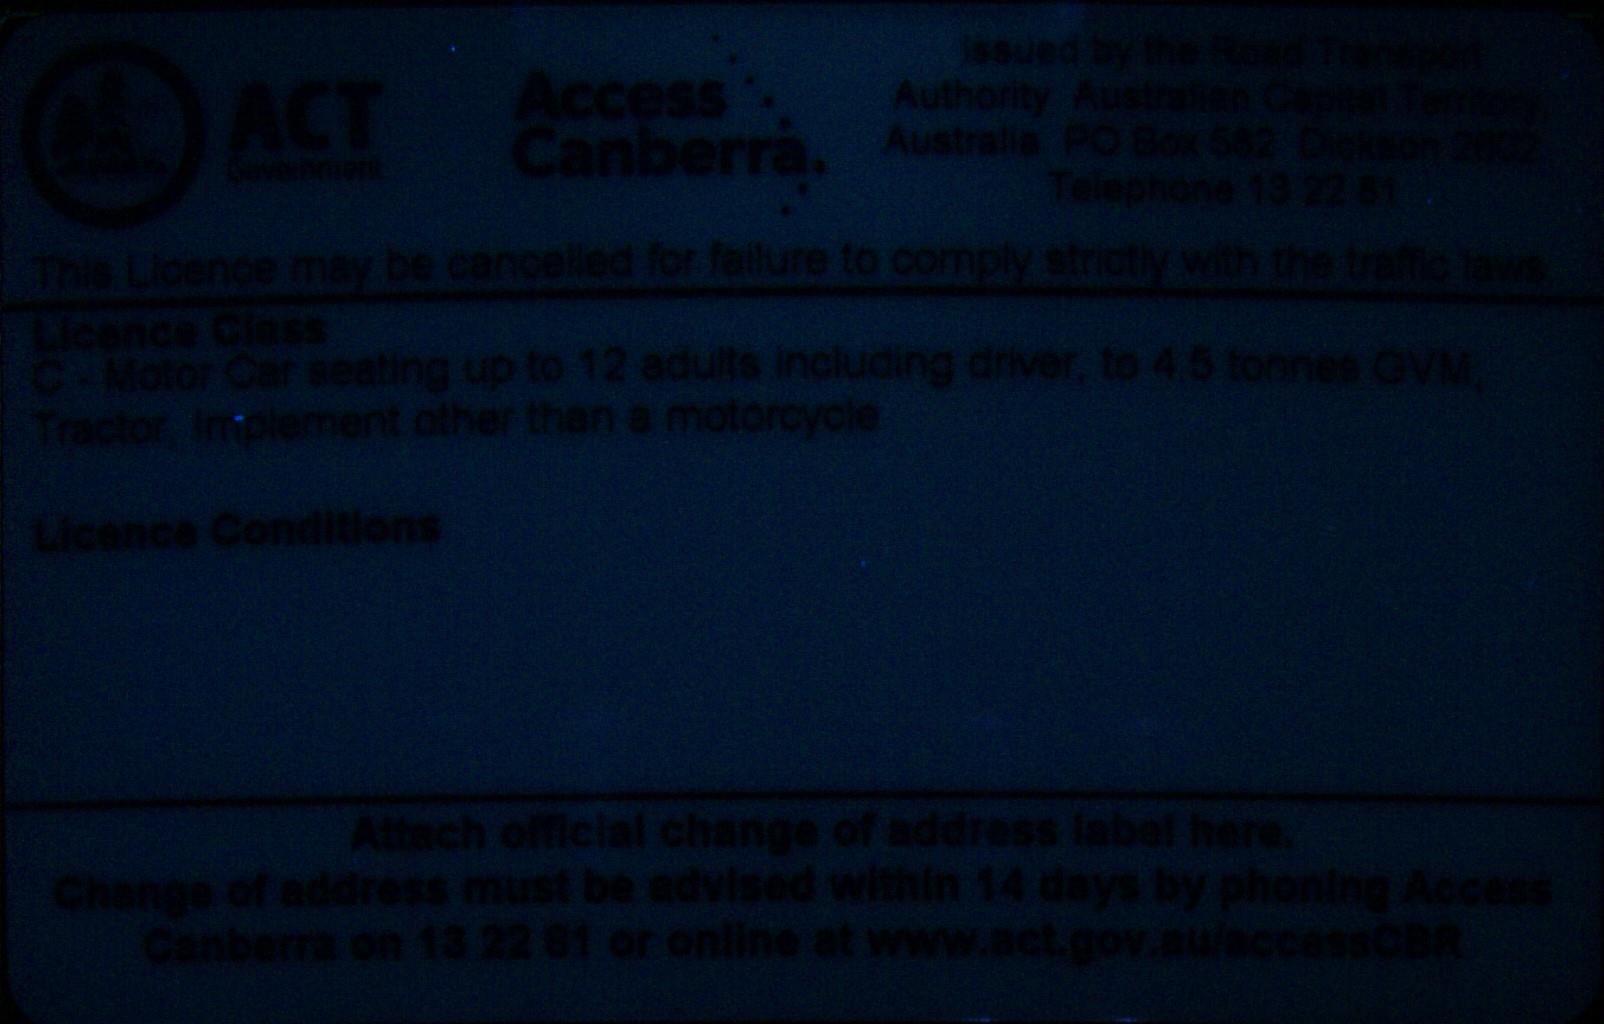 ACT
Government
Access
Canberra.
Issued by the Road Transport
Authority Australian Capital Territory,
Australia PO Box 582 Dickson 2602
Telephone 13 22 81
This Licence may be cancelled for failure to comply strictly with the traffic laws
Licence Class
C - Motor Car seating up to 12 adults including driver, to 4.5 tonnes GVM,
Tractor, Implement other than a motorcycle
Licence Conditions
Attach official change of address label here.
Change of address must be advised within 14 days by phoning Access
Canberra on 13 22 81 or online at www.act.gov.au/accessCBR